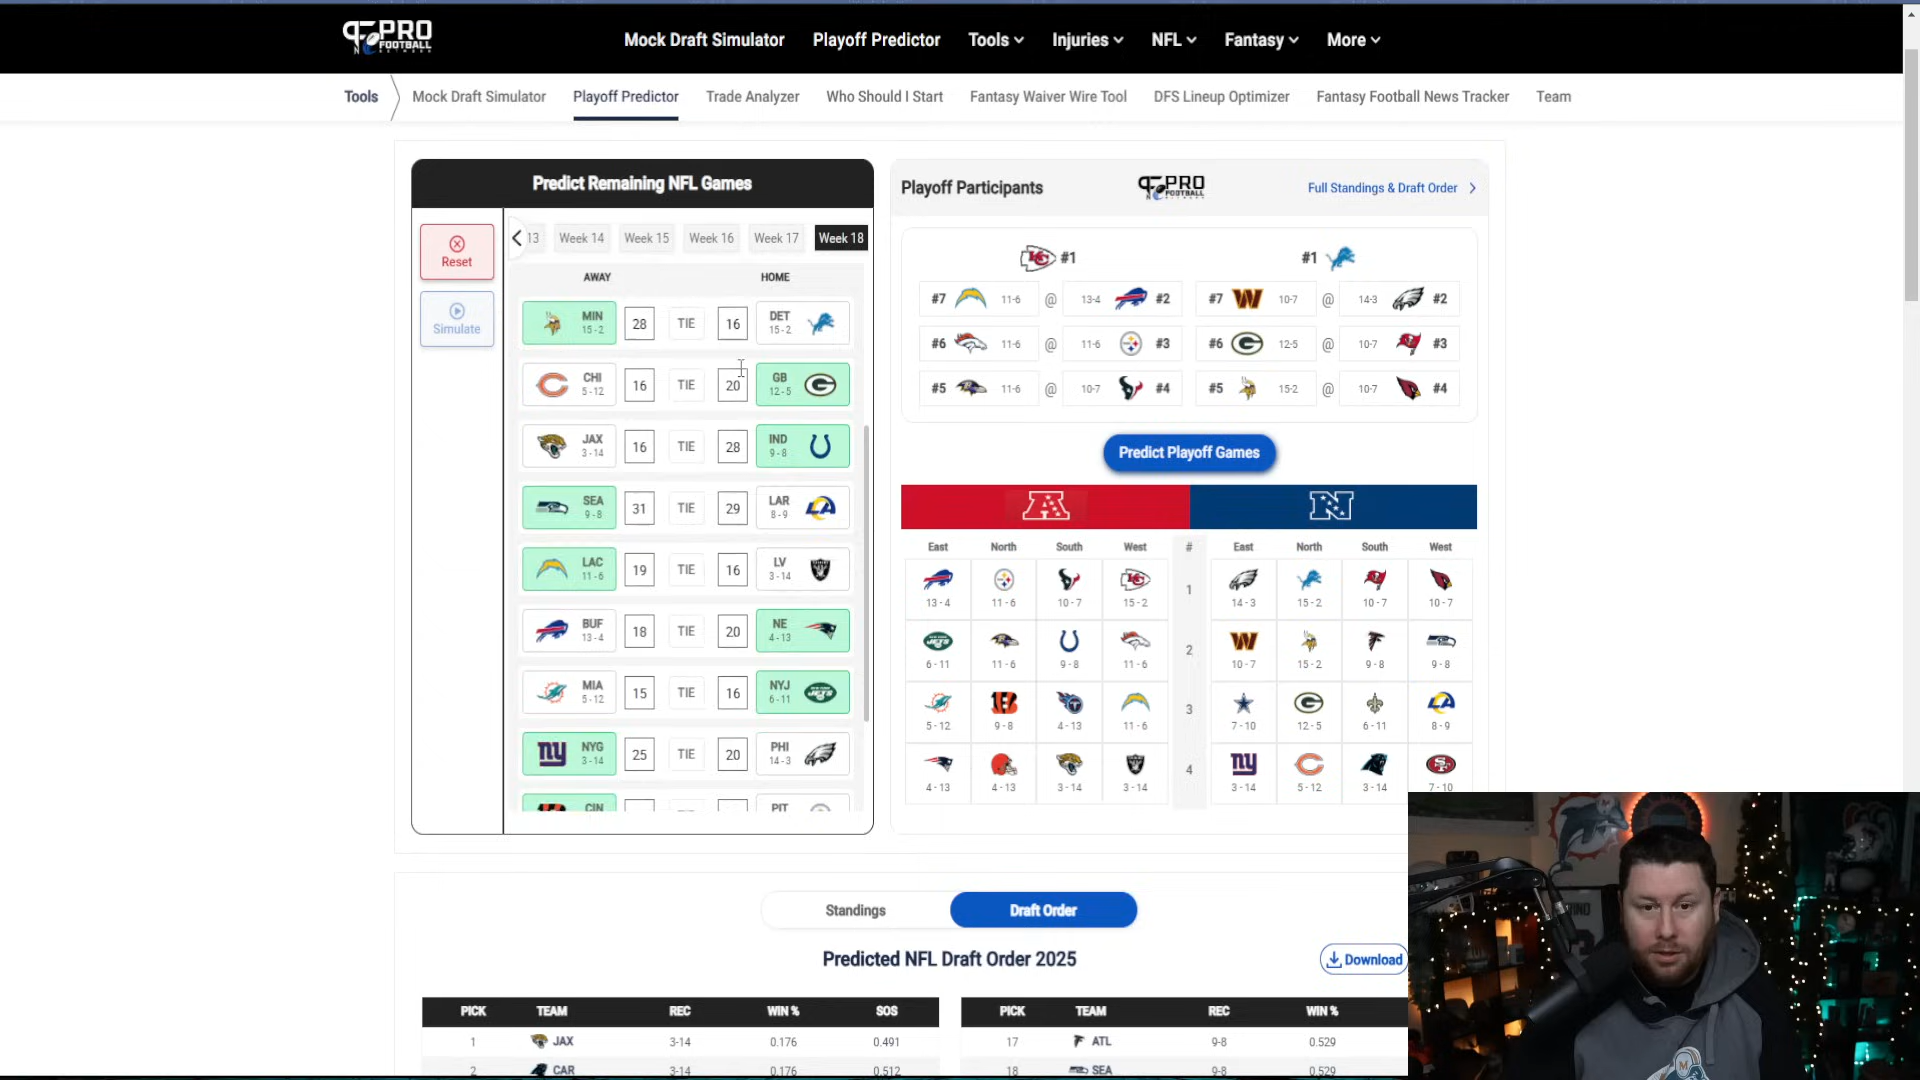 PRO
FOOTBALL
N
Mock Draft Simulator
Playoff Predictor
Tools
Injuries
NFL
Fantasy
More
Tools
Mock Draft Simulator
Playoff Predictor
Trade Analyzer
Who Should I Start
Fantasy Waiver Wire Tool
DFS Lineup Optimizer
Fantasy Football News Tracker
Team
Predict Remaining NFL Games
Reset
Simulate
13
Week 14
Week 15
Week 16
Week 17
Week 18
AWAY
HOME
MIN 28 TIE 16 DET
15 - 2 15 - 2
CHI 16 TIE 20 GB
5 - 12 12 - 5
JAX 16 TIE 28 IND
3 - 14 9 - 8
SEA 31 TIE 29 LAR
9 - 8 8 - 9
LAC 19 TIE 16 LV
11 - 6 3 - 14
BUF 18 TIE 20 NE
13 - 4 4 - 13
MIA 15 TIE 16 NYJ
5 - 12 6 - 11
NYG 25 TIE 20 PHI
3 - 14 14 - 3
CIN PIT
Playoff Participants
PRO
FOOTBALL
Full Standings & Draft Order
#1
#1
#7 11-6 @ 13-4 #2
#7 10-7 @ 14-3 #2
#6 11-6 @ 11-6 #3
#6 12-5 @ 10-7 #3
#5 11-6 @ 10-7 #4
#5 15-2 @ 10-7 #4
Predict Playoff Games
A
N
East North South West # East North South West
13 - 4 11 - 6 10 - 7 15 - 2 1 14 - 3 15 - 2 10 - 7 10 - 7
6 - 11 11 - 6 9 - 8 11 - 6 2 10 - 7 15 - 2 9 - 8 9 - 8
5 - 12 9 - 8 4 - 13 11 - 6 3 7 - 10 12 - 5 6 - 11 8 - 9
4 - 13 4 - 13 3 - 14 3 - 14 4 3 - 14 5 - 12 3 - 14 7 - 10
Standings
Draft Order
Predicted NFL Draft Order 2025
Download
PICK TEAM REC WIN % SOS
1 JAX 3-14 0.176 0.491
2 CAR 3-14 0.176 0.512
PICK TEAM REC WIN %
17 ATL 9-8 0.529
18 SEA 9-8 0.529